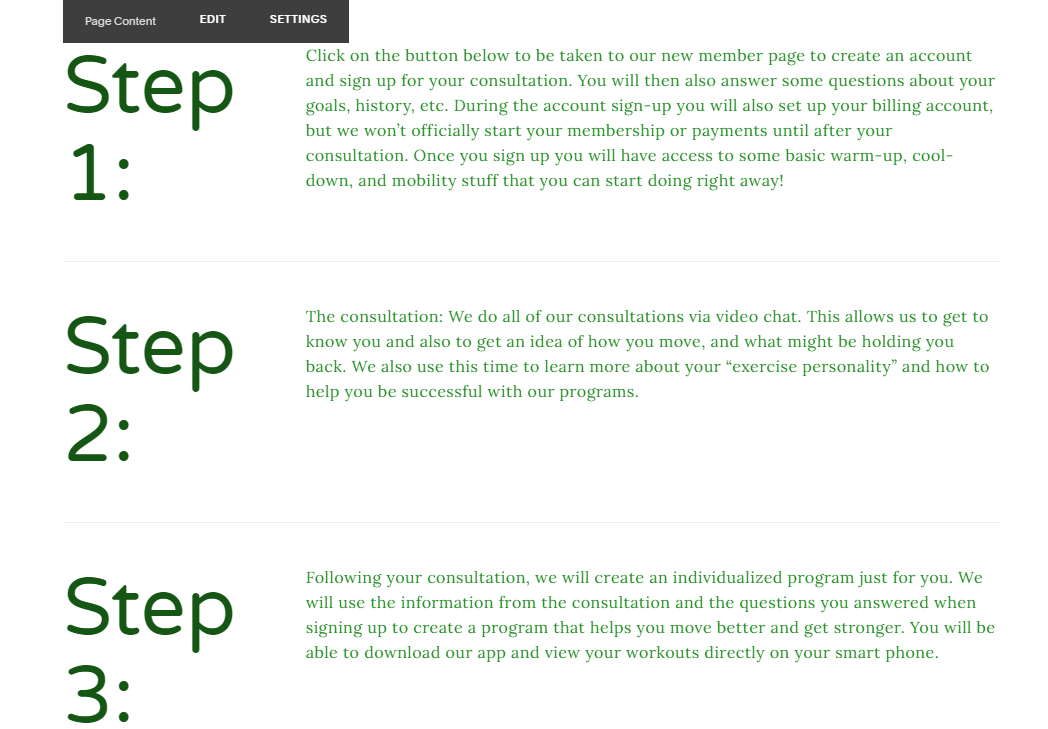 Page Content EDIT SETTINGS
Step
1:
Click on the button below to be taken to our new member page to create an account
and sign up for your consultation. You will then also answer some questions about your
goals, history, etc. During the account sign-up you will also set up your billing account,
but we won’t officially start your membership or payments until after your
consultation. Once you sign up you will have access to some basic warm-up, cool-
down, and mobility stuff that you can start doing right away!
Step
2:
The consultation: We do all of our consultations via video chat. This allows us to get to
know you and also to get an idea of how you move, and what might be holding you
back. We also use this time to learn more about your “exercise personality” and how to
help you be successful with our programs.
Step
3:
Following your consultation, we will create an individualized program just for you. We
will use the information from the consultation and the questions you answered when
signing up to create a program that helps you move better and get stronger. You will be
able to download our app and view your workouts directly on your smart phone.